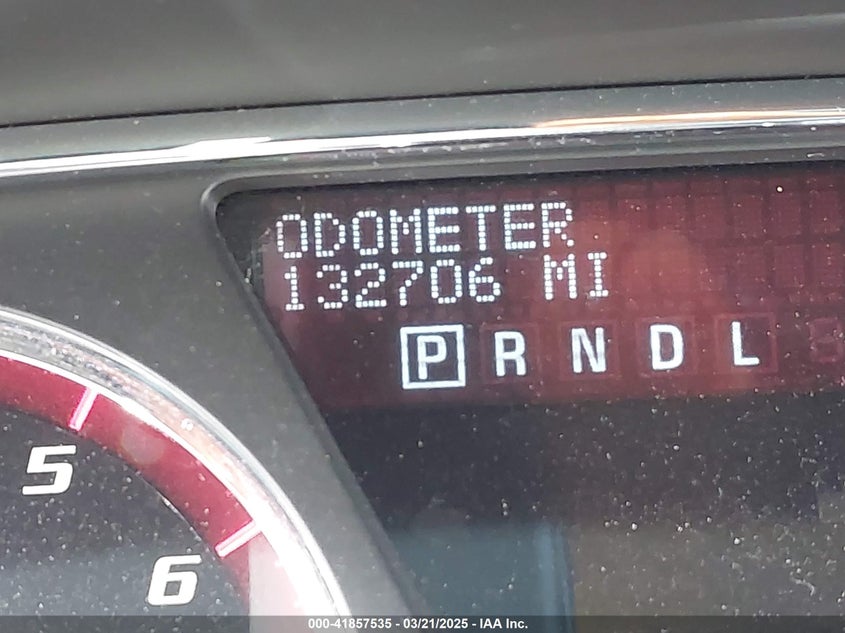 ODOMETER
132706 MI
P R N D L
5
6
000-41857535 - 03/21/2025 - IAA Inc.